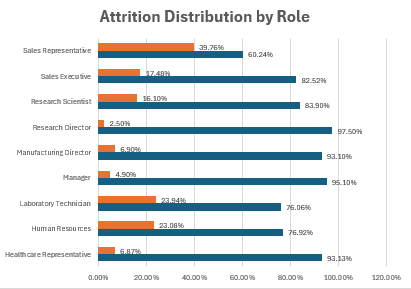 Attrition Distribution by Role
Sales Representative
39.76%
60.24%
Sales Executive
17.48%
82.52%
Research Scientist
16.10%
83.90%
Research Director
2.50%
97.50%
Manufacturing Director
6.90%
93.10%
Manager
4.90%
95.10%
Laboratory Technician
23.94%
76.06%
Human Resources
23.08%
76.92%
Healthcare Representative
6.87%
93.13%
0.00% 20.00% 40.00% 60.00% 80.00% 100.00% 120.00%